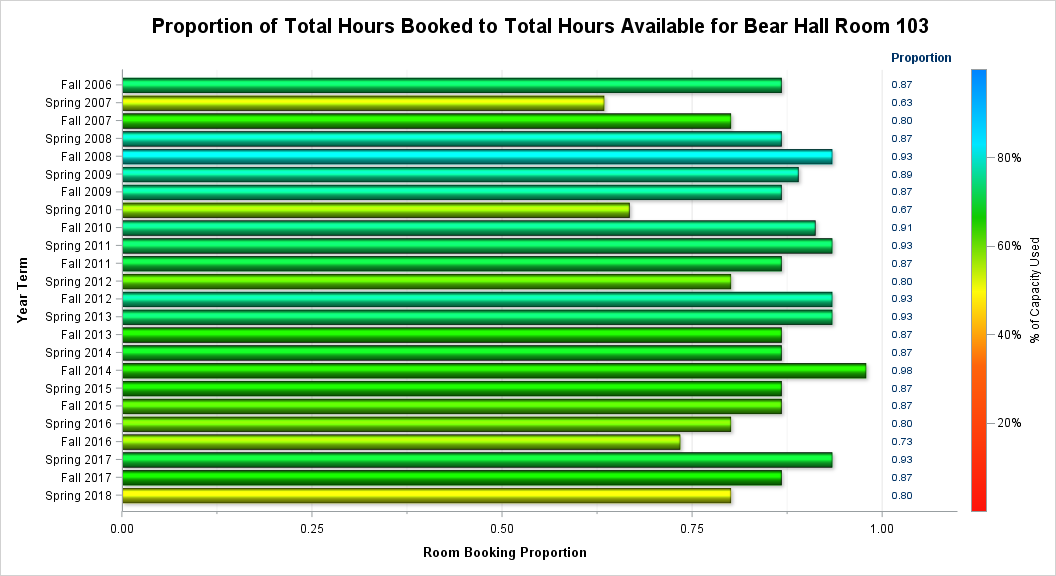 Proportion of Total Hours Booked to Total Hours Available for Bear Hall Room 103
Proportion
Fall 2006 0.87
Spring 2007 0.63
Fall 2007 0.80
Spring 2008 0.87
Fall 2008 0.93
Spring 2009 0.89
Fall 2009 0.87
Spring 2010 0.67
Fall 2010 0.91
Spring 2011 0.93
Fall 2011 0.87
Spring 2012 0.80
Fall 2012 0.93
Spring 2013 0.93
Fall 2013 0.87
Spring 2014 0.87
Fall 2014 0.98
Spring 2015 0.87
Fall 2015 0.87
Spring 2016 0.80
Fall 2016 0.73
Spring 2017 0.93
Fall 2017 0.87
Spring 2018 0.80
Year Term
0.00 0.25 0.50 0.75 1.00
Room Booking Proportion
80%
60%
40%
20%
% of Capacity Used